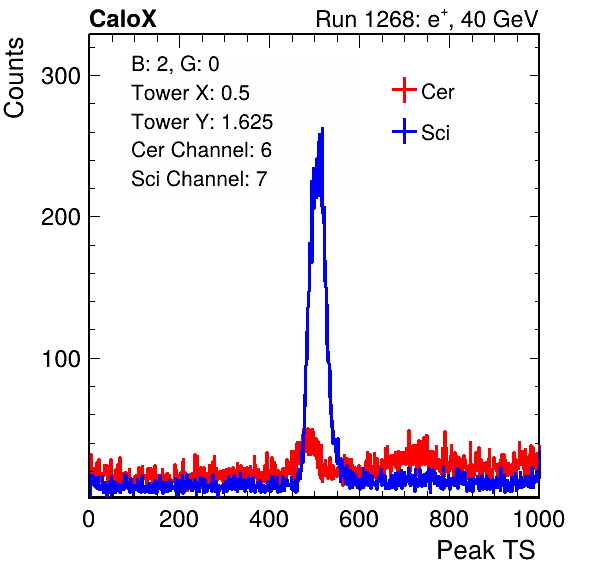 CaloX Run 1268: e⁺, 40 GeV
Counts
B: 2, G: 0
Tower X: 0.5
Tower Y: 1.625
Cer Channel: 6
Sci Channel: 7
Cer
Sci
300
200
100
0 200 400 600 800 1000
Peak TS